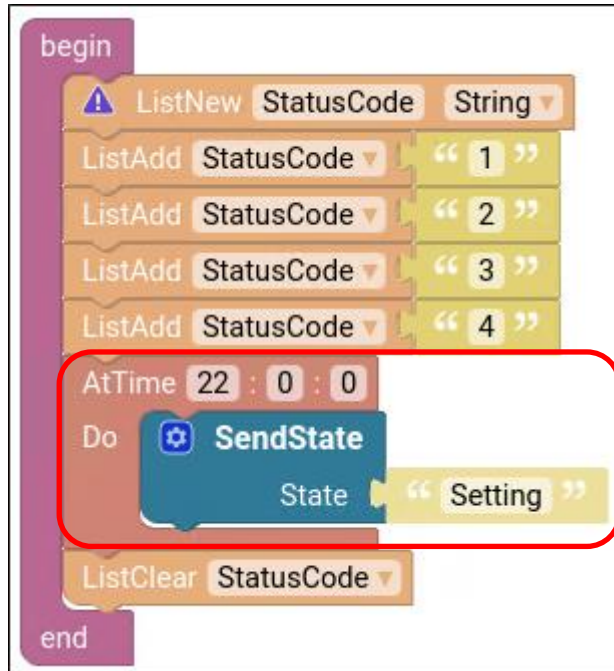 begin
ListNew StatusCode String
ListAdd StatusCode “ 1 ”
ListAdd StatusCode “ 2 ”
ListAdd StatusCode “ 3 ”
ListAdd StatusCode “ 4 ”
AtTime 22 : 0 : 0
Do SendState
State “ Setting ”
ListClear StatusCode
end